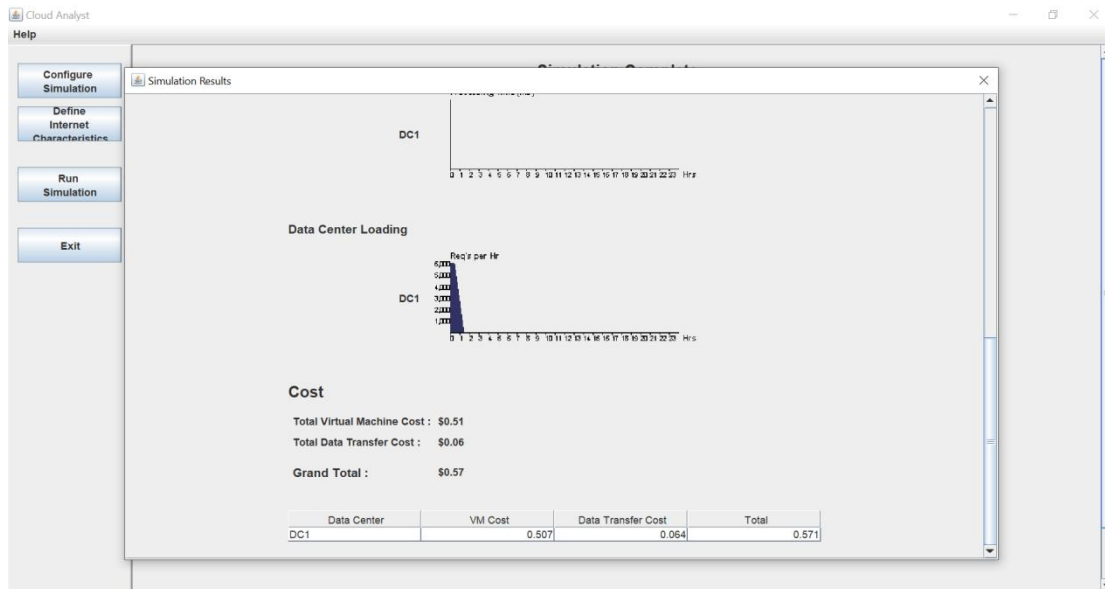 Cloud Analyst
Help
Configure
Simulation
Define
Internet
Characteristics
Run
Simulation
Exit
Simulation Complete
Simulation Results
DC1
0 1 2 3 4 5 6 7 8 9 10 11 12 13 14 15 16 17 18 19 20 21 22 23 Hrs
Data Center Loading
Req's per Hr
6,000
5,000
4,000
DC1
3,000
2,000
1,000
0 1 2 3 4 5 6 7 8 9 10 11 12 13 14 15 16 17 18 19 20 21 22 23 Hrs
Cost
Total Virtual Machine Cost : $0.51
Total Data Transfer Cost : $0.06
Grand Total : $0.57
Data Center VM Cost Data Transfer Cost Total
DC1 0.507 0.064 0.571